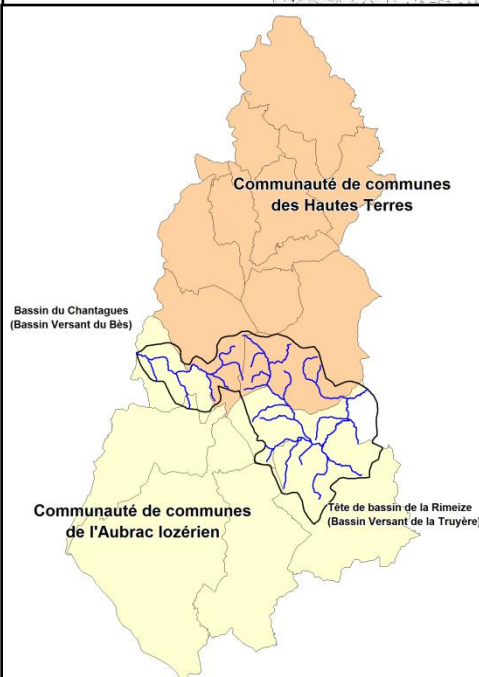 Communauté de communes
des Hautes Terres
Bassin du Chantagues
(Bassin Versant du Bès)
Communauté de communes
de l'Aubrac lozérien
Tête de bassin de la Rimeize
(Bassin Versant de la Truyère)